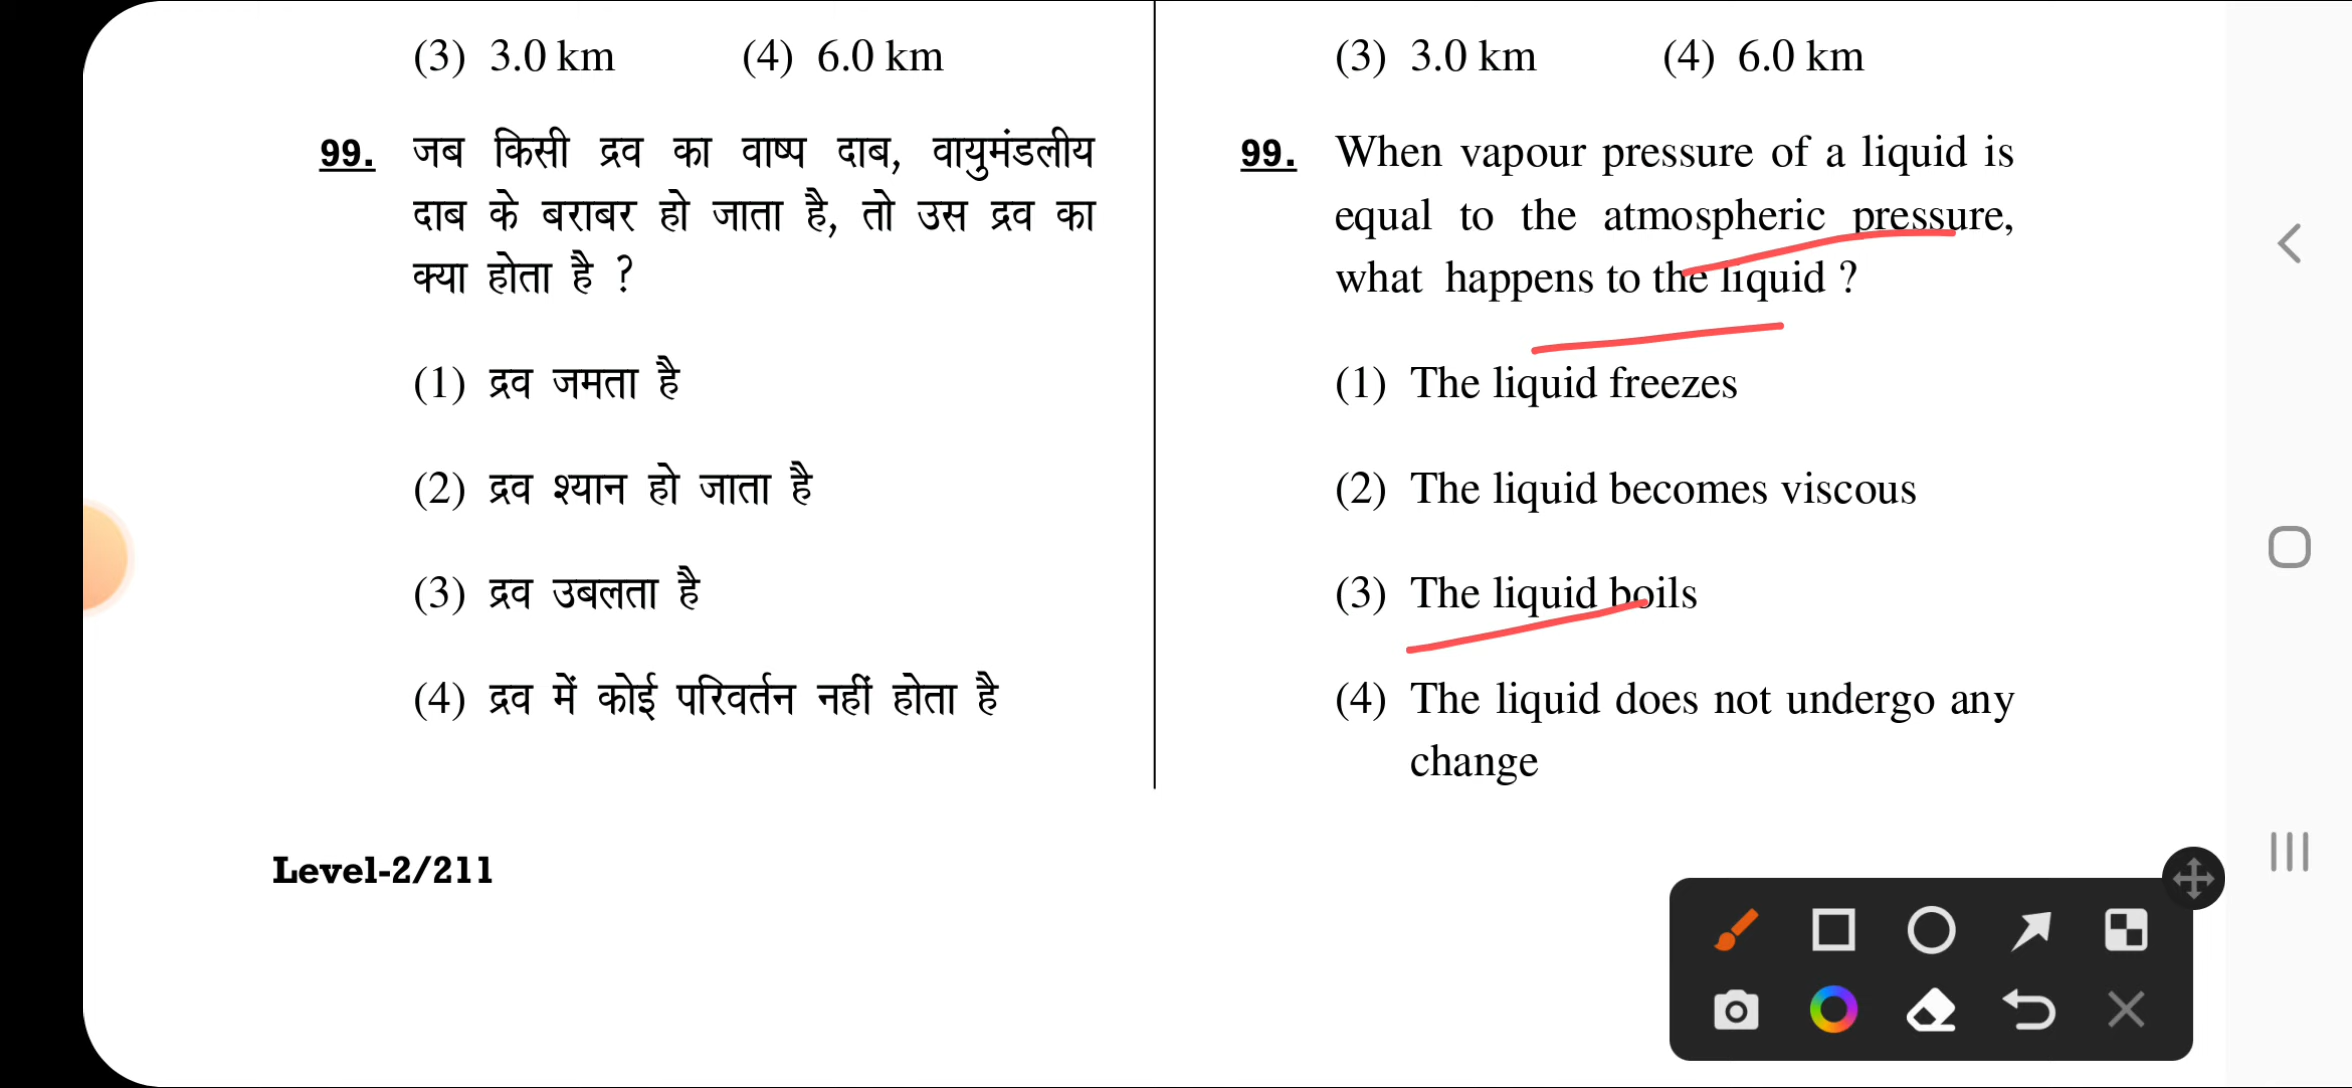 (3) 3.0 km (4) 6.0 km
99. जब किसी द्रव का वाष्प दाब, वायुमंडलीय
दाब के बराबर हो जाता है, तो उस द्रव का
क्या होता है ?
(1) द्रव जमता है
(2) द्रव श्यान हो जाता है
(3) द्रव उबलता है
(4) द्रव में कोई परिवर्तन नहीं होता है
Level-2/211
(3) 3.0 km (4) 6.0 km
99. When vapour pressure of a liquid is
equal to the atmospheric pressure,
what happens to the liquid ?
(1) The liquid freezes
(2) The liquid becomes viscous
(3) The liquid boils
(4) The liquid does not undergo any
change